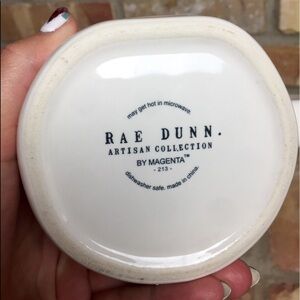 may get hot in microwave.
RAE DUNN.
ARTISAN COLLECTION
BY MAGENTA™
- 213 -
dishwasher safe. made in china.